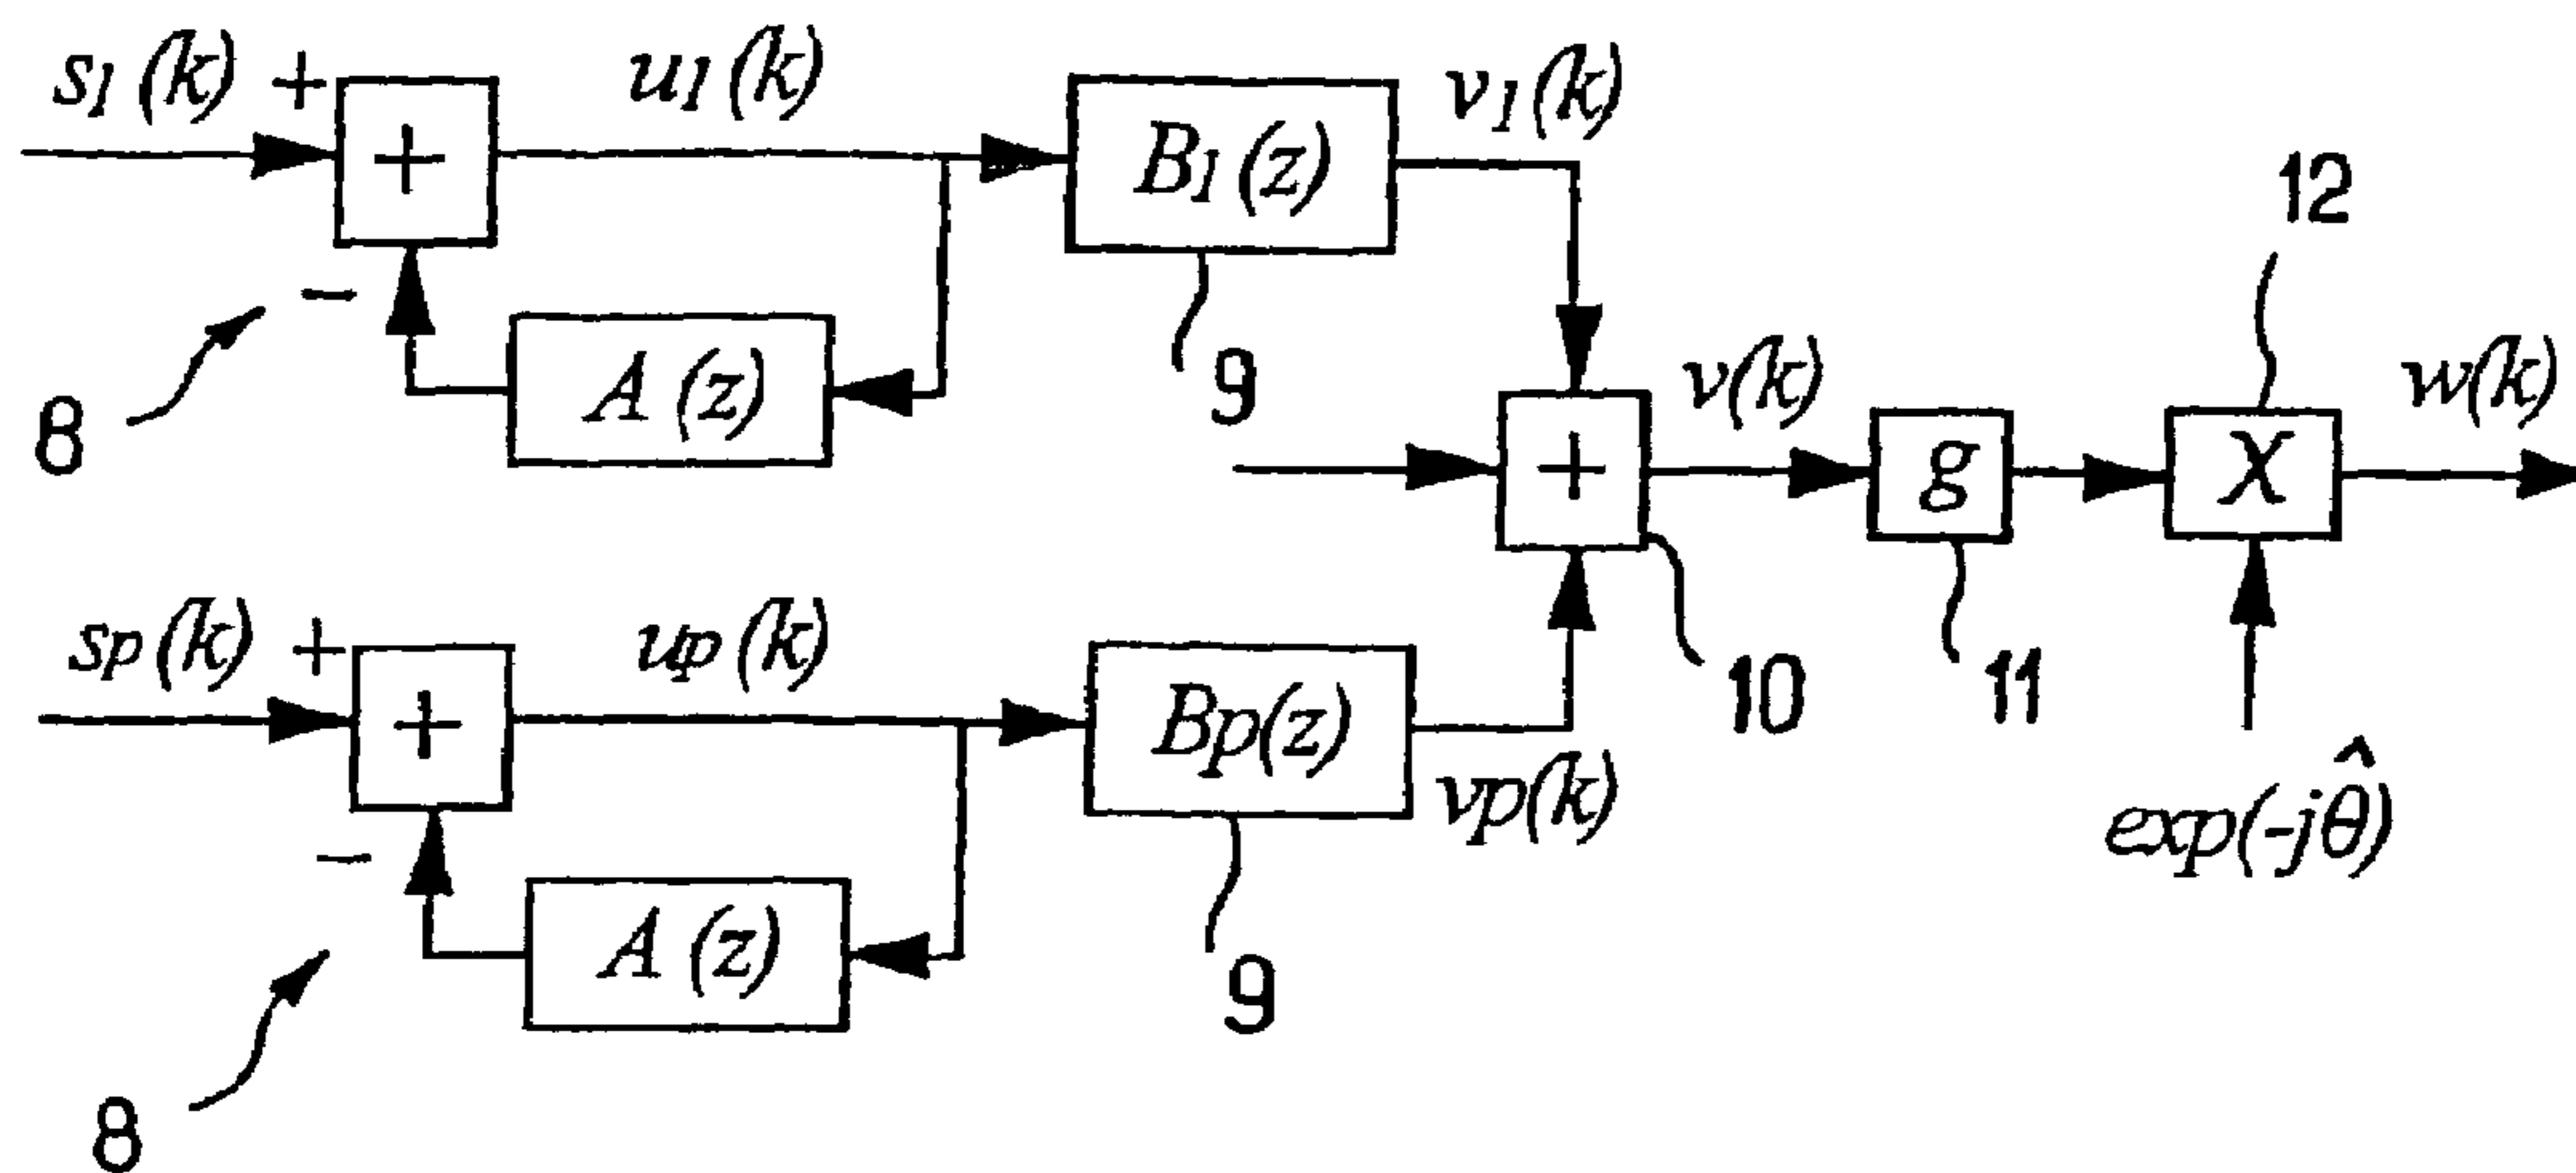 s1(k) + u1(k) v1(k)
+ B1(z) 12
−
A(z) 9 v(k) w(k)
8 + g X
sp(k) + up(k) 10 11
+ Bp(z) vp(k) exp(-jθ̂)
−
A(z) 9
8